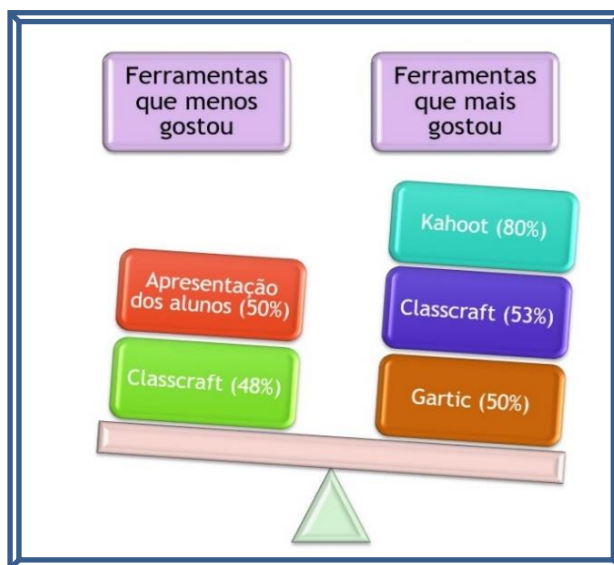 Ferramentas
que menos
gostou
Ferramentas
que mais
gostou
Kahoot (80%)
Apresentação
dos alunos (50%)
Classcraft (53%)
Classcraft (48%)
Gartic (50%)